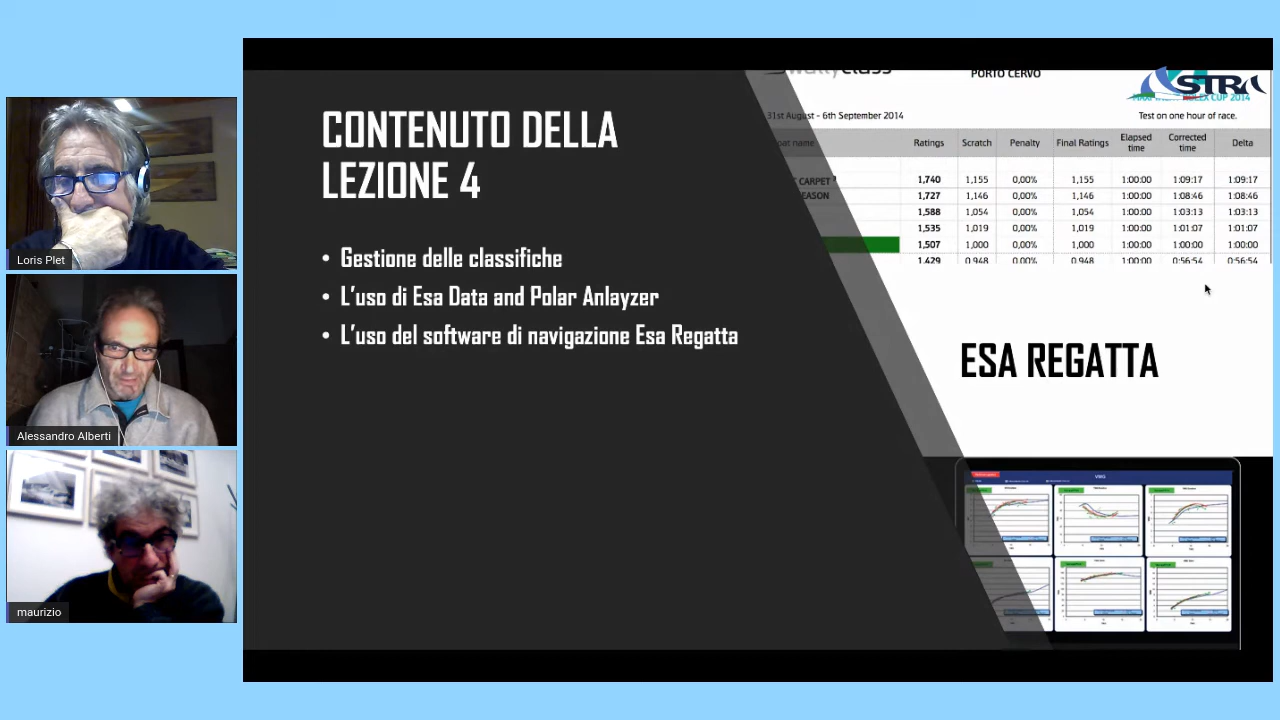 CONTENUTO DELLA
LEZIONE 4
• Gestione delle classifiche
• L'uso di Esa Data and Polar Anlayzer
• L'uso del software di navigazione Esa Regatta
PORTO CERVO
31st August - 6th September 2014
Test on one hour of race.
name Ratings Scratch Penalty Final Ratings Elapsed time Corrected time Delta
CARPET 1,740 1,155 0,00% 1,155 1:00:00 1:09:17 1:09:17
1,727 1,146 0,00% 1,146 1:00:00 1:08:46 1:08:46
1,588 1,054 0,00% 1,054 1:00:00 1:03:13 1:03:13
1,535 1,019 0,00% 1,019 1:00:00 1:01:07 1:01:07
1,507 1,000 0,00% 1,000 1:00:00 1:00:00 1:00:00
1,429 0,948 0,00% 0,948 1:00:00 0:56:54 0:56:54
ESA REGATTA
VMG
Loris Plet
Alessandro Alberti
maurizio